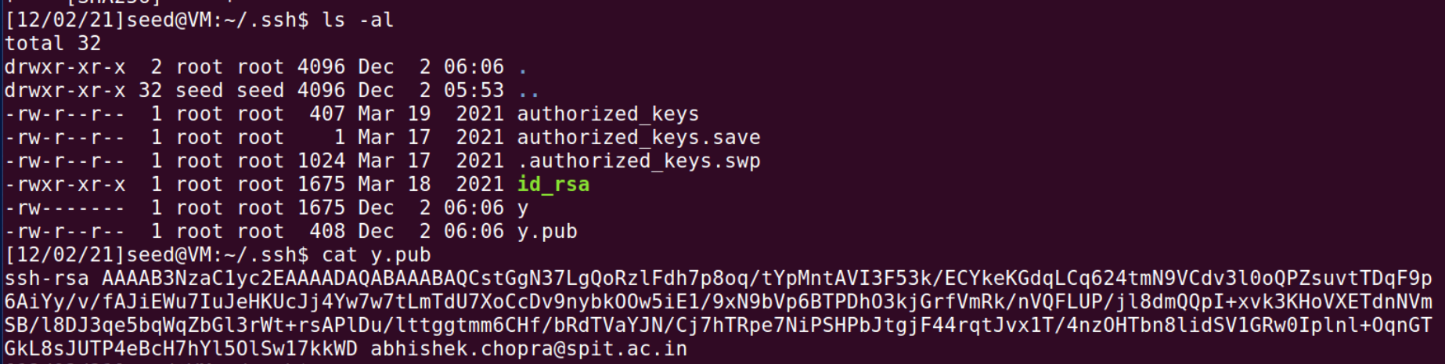 [12/02/21]seed@VM:~/.ssh$ ls -al
total 32
drwxr-xr-x  2 root root 4096 Dec  2 06:06 .
drwxr-xr-x 32 seed seed 4096 Dec  2 05:53 ..
-rw-r--r--  1 root root  407 Mar 19  2021 authorized_keys
-rw-r--r--  1 root root    1 Mar 17  2021 authorized_keys.save
-rw-r--r--  1 root root 1024 Mar 17  2021 .authorized_keys.swp
-rwxr-xr-x  1 root root 1675 Mar 18  2021 id_rsa
-rw-------  1 root root 1675 Dec  2 06:06 y
-rw-r--r--  1 root root  408 Dec  2 06:06 y.pub
[12/02/21]seed@VM:~/.ssh$ cat y.pub
ssh-rsa AAAAB3NzaC1yc2EAAAADAQABAAABAQCstGgN37LgQoRzlFdh7p8oq/tYpMntAVI3F53k/ECYkeKGdqLCq624tmN9VCdv3l0oQPZsuvtTDqF9p
6AiYy/v/fAJiEWu7IuJeHKUcJj4Yw7w7tLmTdU7XoCcDv9nybkOOw5iE1/9xN9bVp6BTPDhO3kjGrfVmRk/nVQFLUP/jl8dmQQpI+xvk3KHoVXETdnNVm
SB/l8DJ3qe5bqWqZbGl3rWt+rsAPlDu/lttggtmm6CHf/bRdTVaYJN/Cj7hTRpe7NiPSHPbJtgjF44rqtJvx1T/4nzOHTbn8lidSV1GRw0Iplnl+OqnGT
GkL8sJUTP4eBcH7hYl5OlSw17kkWD abhishek.chopra@spit.ac.in